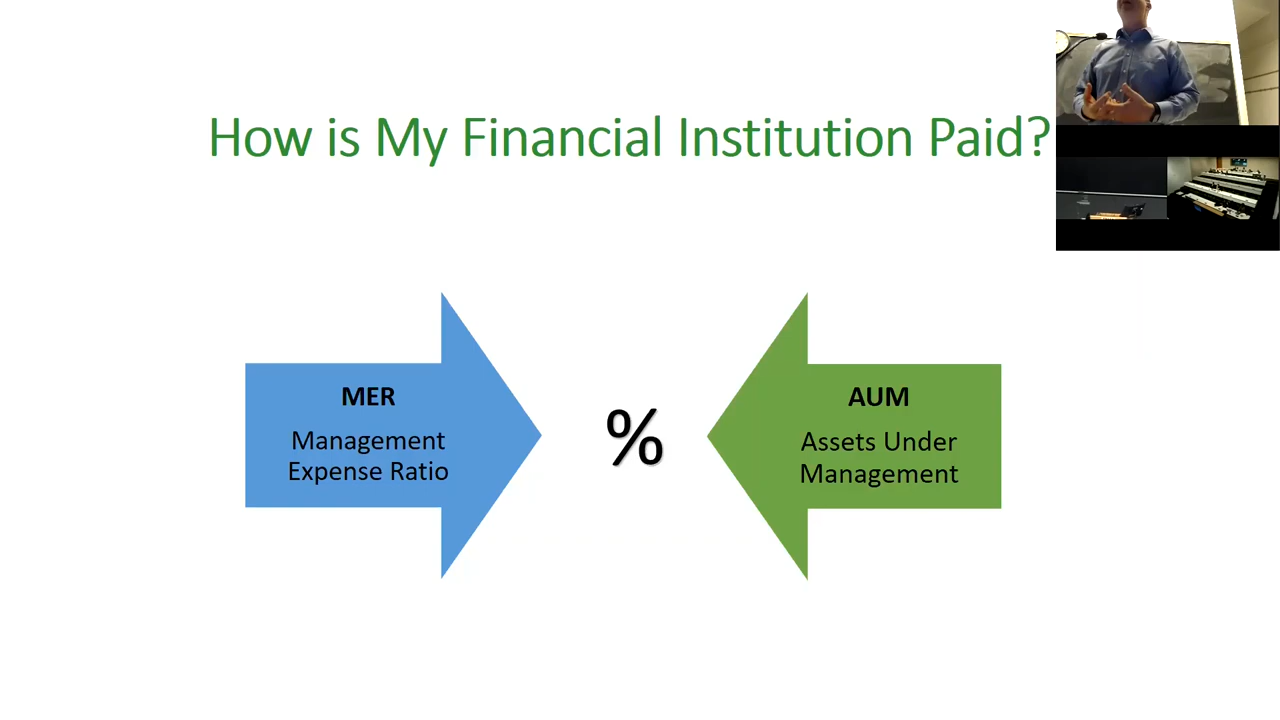 How is My Financial Institution Paid?
MER
Management
Expense Ratio
%
AUM
Assets Under
Management